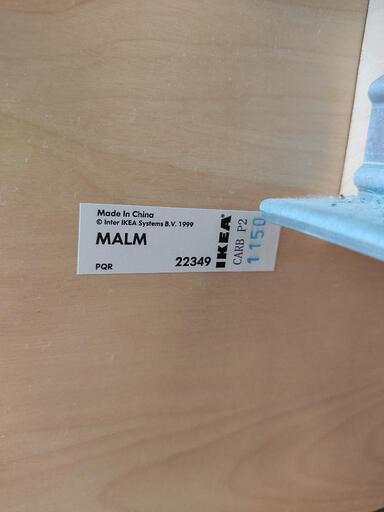 Made In China
© Inter IKEA Systems B.V. 1999
MALM
PQR
22349
IKEA
CARB P2
1150